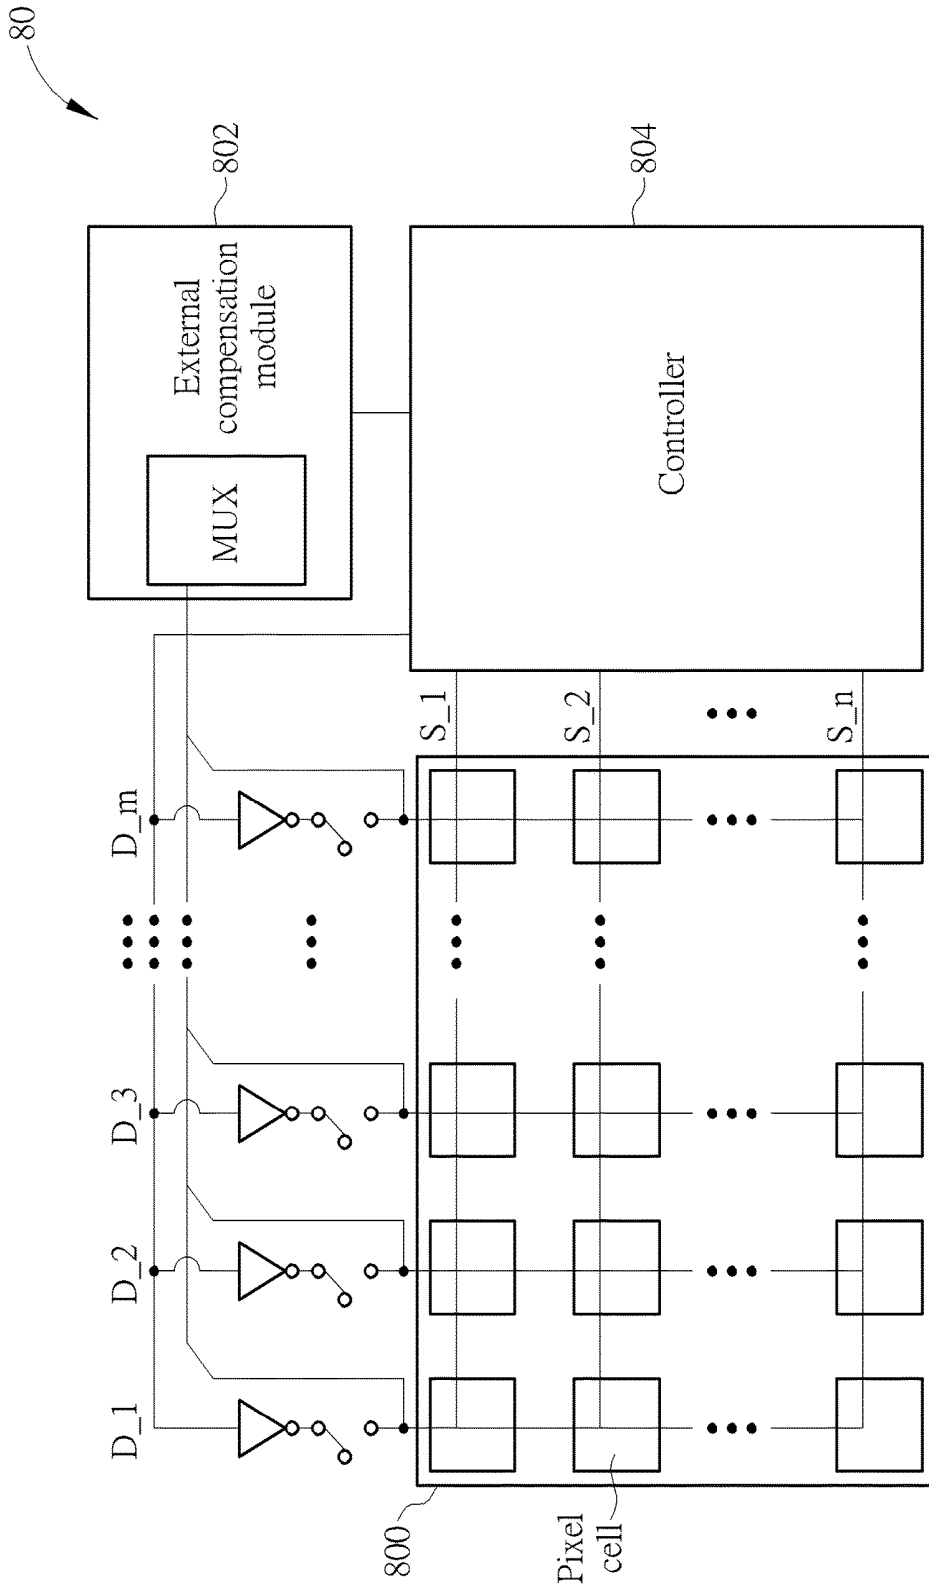 80
802
External
compensation
module
MUX
804
Controller
D_1
D_2
D_3
D_m
S_1
S_2
S_n
800
Pixel
cell